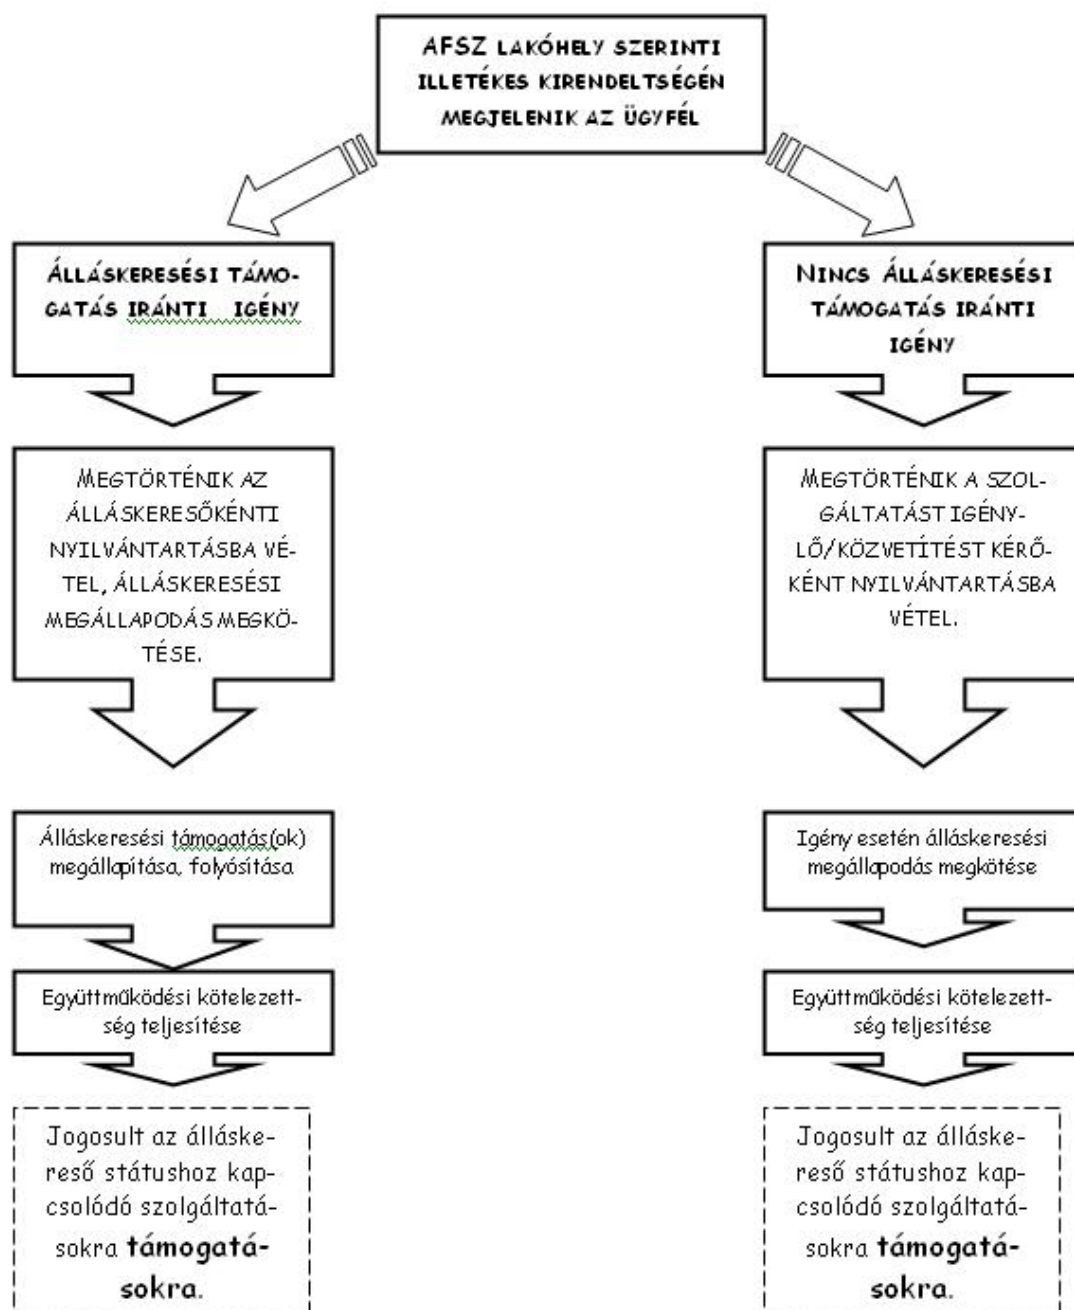 AFSZ LAKÓHELY SZERINTI
ILLETÉKES KIRENDELTSÉGÉN
MEGJELENIK AZ ÜGYFÉL
ÁLLÁSKERESÉSI TÁMO-
GATÁS IRÁNTI IGÉNY
MEGTÖRTÉNIK AZ
ÁLLÁSKERESŐKÉNTI
NYILVÁNTARTÁSBA VÉ-
TEL, ÁLLÁSKERESÉSI
MEGÁLLAPODÁS MEGKÖ-
TÉSE.
Álláskeresési támogatás(ok)
megállapítása, folyósítása
Együttműködési kötelezett-
ség teljesítése
Jogosult az álláske-
reső státushoz kap-
csolódó szolgáltatá-
sokra támogatá-
sokra.
NINCS ÁLLÁSKERESÉSI
TÁMOGATÁS IRÁNTI
IGÉNY
MEGTÖRTÉNIK A SZOL-
GÁLTATÁST IGÉNY-
LŐ/KÖZVETÍTÉST KÉRŐ-
KÉNT NYILVÁNTARTÁSBA
VÉTEL.
Igény esetén álláskeresési
megállapodás megkötése
Együttműködési kötelezett-
ség teljesítése
Jogosult az álláske-
reső státushoz kap-
csolódó szolgáltatá-
sokra támogatá-
sokra.